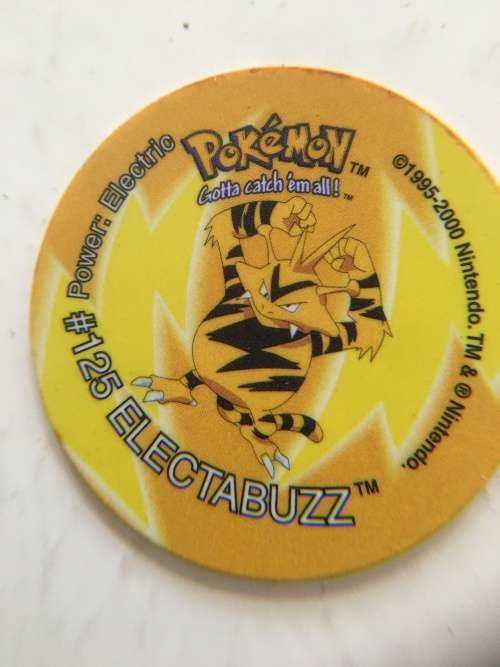 POKéMON™
Gotta catch 'em all!™
Power: Electric
#125 ELECTABUZZ™
©1995-2000 Nintendo. TM & ® Nintendo.